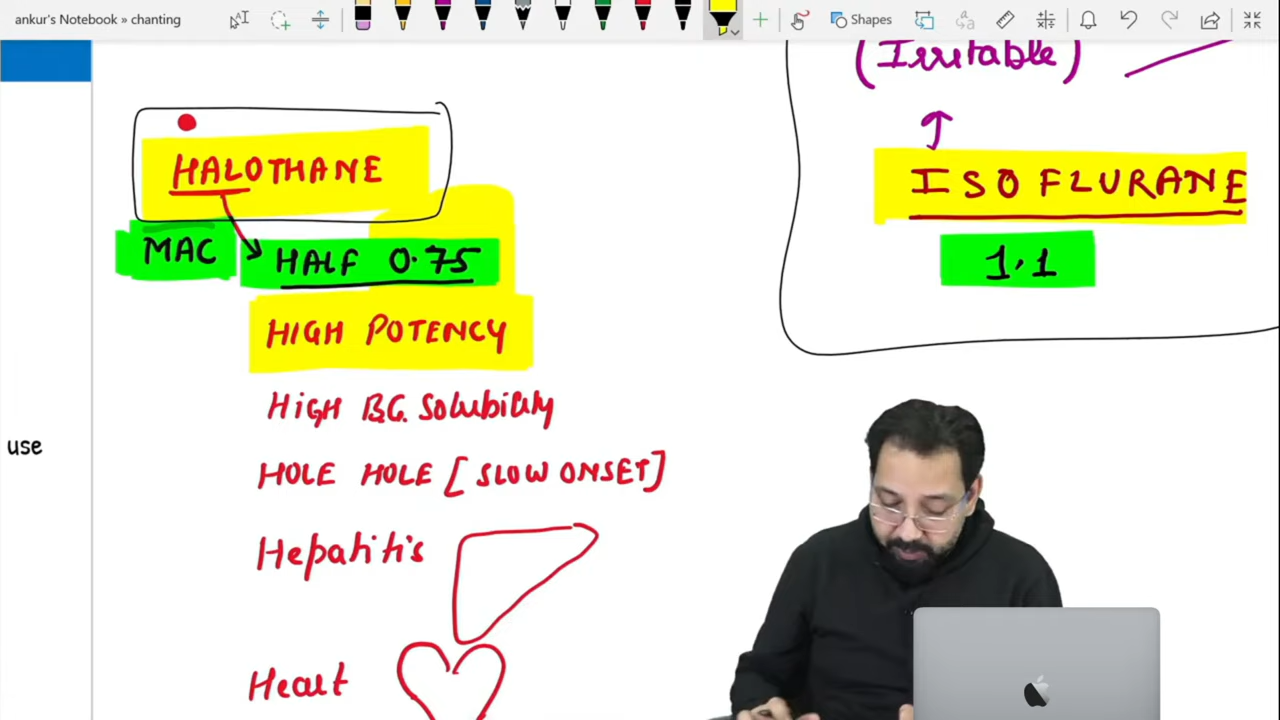 ankur's Notebook » chanting
Shapes
(Irritable)
HALOTHANE
ISOFLURANE
MAC
HALF 0.75
1.1
HIGH POTENCY
HIGH B.G. Solubility
use
HOLE HOLE [SLOW ONSET]
Hepatitis
Heart